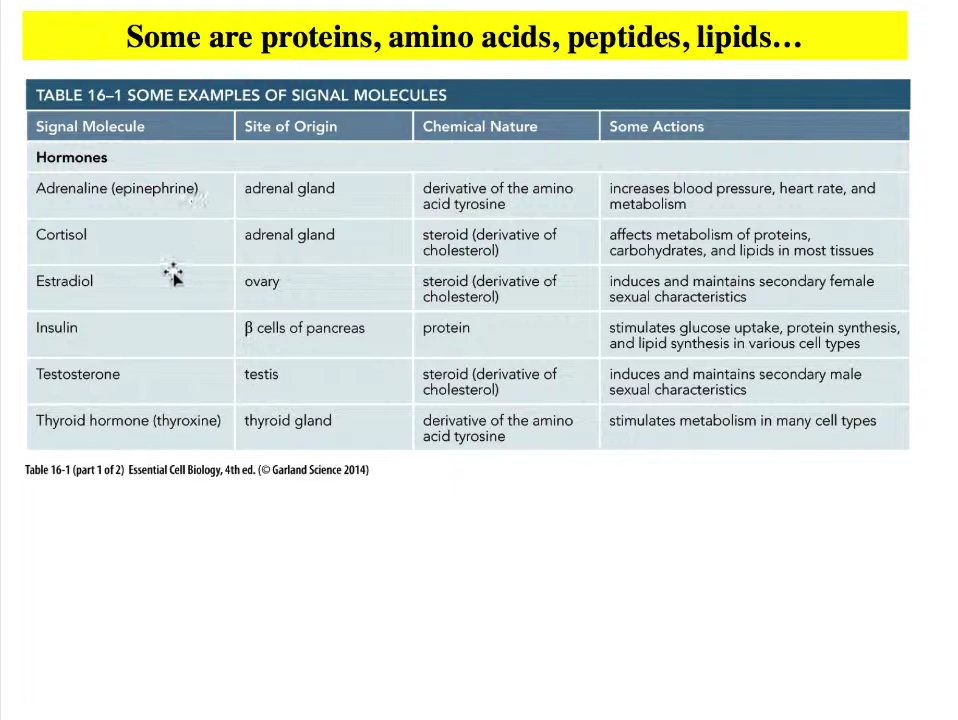 Some are proteins, amino acids, peptides, lipids…
TABLE 16–1 SOME EXAMPLES OF SIGNAL MOLECULES
Signal Molecule Site of Origin Chemical Nature Some Actions
Hormones
Adrenaline (epinephrine) adrenal gland derivative of the amino increases blood pressure, heart rate, and
acid tyrosine metabolism
Cortisol adrenal gland steroid (derivative of affects metabolism of proteins,
cholesterol) carbohydrates, and lipids in most tissues
Estradiol ovary steroid (derivative of induces and maintains secondary female
cholesterol) sexual characteristics
Insulin β cells of pancreas protein stimulates glucose uptake, protein synthesis,
and lipid synthesis in various cell types
Testosterone testis steroid (derivative of induces and maintains secondary male
cholesterol) sexual characteristics
Thyroid hormone (thyroxine) thyroid gland derivative of the amino stimulates metabolism in many cell types
acid tyrosine
Table 16-1 (part 1 of 2) Essential Cell Biology, 4th ed. (© Garland Science 2014)